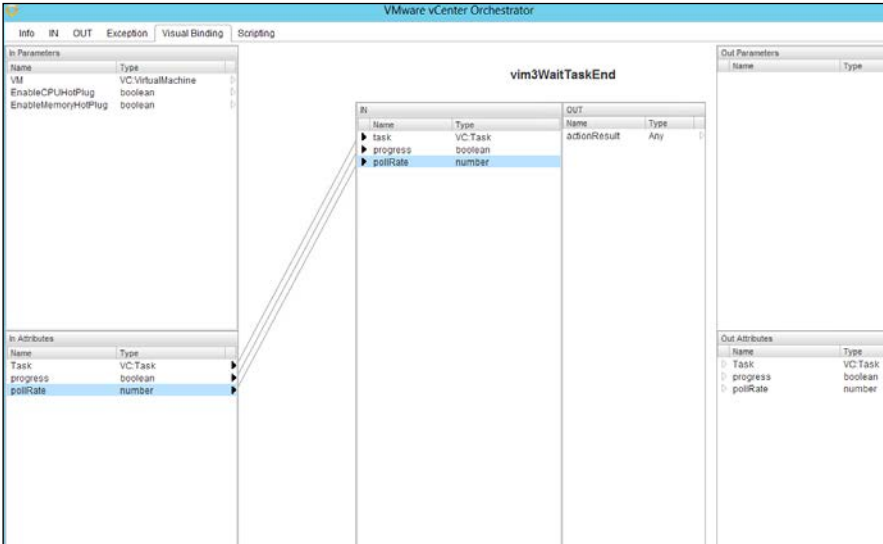 VMware vCenter Orchestrator
Info IN OUT Exception Visual Binding Scripting
In Parameters
Name Type
VM VC:VirtualMachine
EnableCPUHotPlug boolean
EnableMemoryHotPlug boolean
vim3WaitTaskEnd
IN
Name Type
task VC:Task
progress boolean
pollRate number
OUT
Name Type
actionResult Any
Out Parameters
Name Type
In Attributes
Name Type
Task VC:Task
progress boolean
pollRate number
Out Attributes
Name Type
Task VC:Task
progress boolean
pollRate number